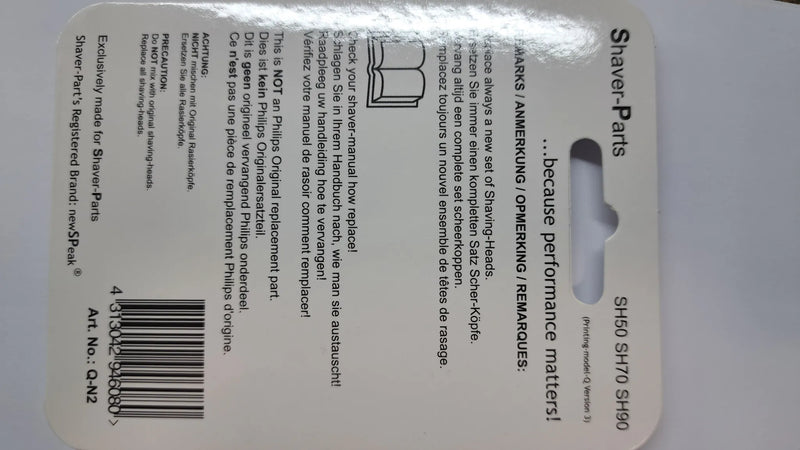 Shaver-Parts SH50 SH70 SH90
(Printing-model-Q Version 3)
...because performance matters!
MARKS / ANMERKUNG / OPMERKING / REMARQUES:
always a new set of Shaving-Heads.
setzen Sie immer einen kompletten Satz Scher-Köpfe.
vang altijd een complete set scheerkoppen.
mplacez toujours un nouvel ensemble de têtes de rasage.
Check your shaver-manual how replace!
Schlagen Sie in Ihrem Handbuch nach, wie man sie austauscht!
Raadpleeg uw handleiding hoe te vervangen!
Vérifiez votre manuel de rasoir comment remplacer!
This is NOT an Philips Original replacement part.
Dies ist kein Philips Originalersatzteil.
Dit is geen origineel vervangend Philips onderdeel.
Ce n'est pas une pièce de remplacement Philips d'origine.
ACHTUNG:
NICHT mischen mit Original Rasierköpfe.
Ersetzen Sie alle Rasierköpfe.
PRECAUTION:
Do NOT mix with original shaving-heads.
Replace all shaving-heads.
Exclusively made for Shaver-Parts
Shaver-Part's Registered Brand: newSPeak ®
4 313042 946080 >
Art. No.: Q-N2